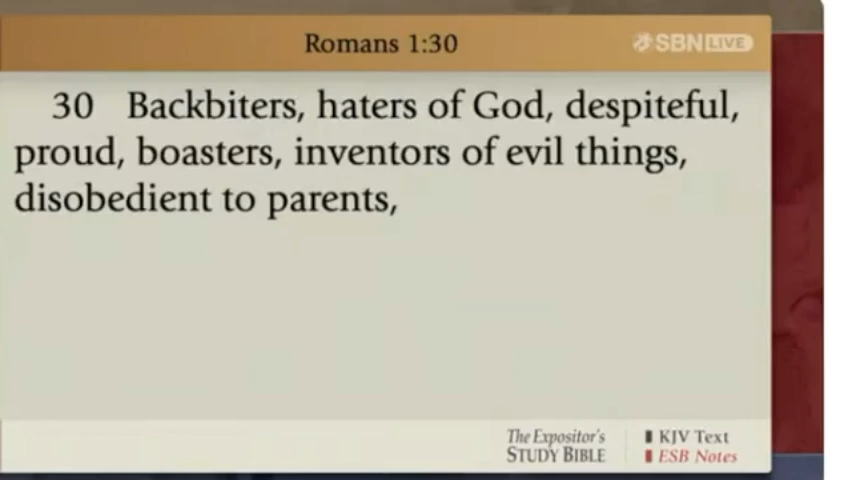 Romans 1:30
SBN LIVE
30 Backbiters, haters of God, despiteful,
proud, boasters, inventors of evil things,
disobedient to parents,
The Expositor's
STUDY BIBLE
KJV Text
ESB Notes